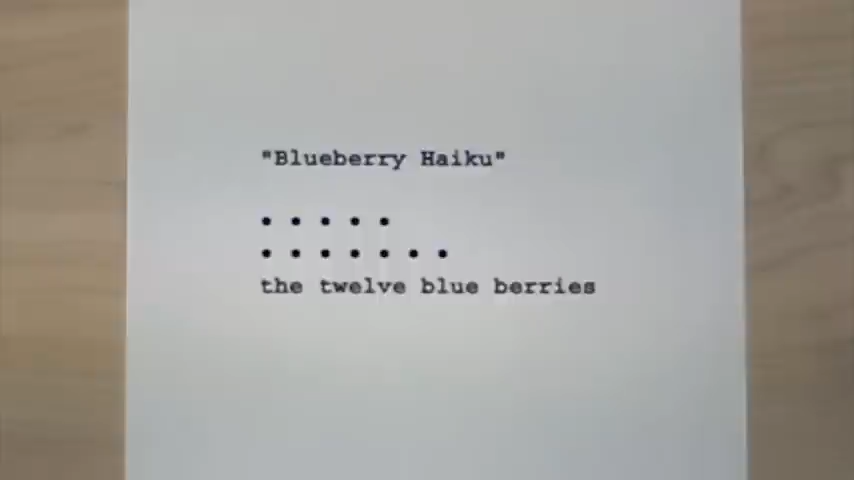 "Blueberry Haiku"
• • • • •
• • • • • • •
the twelve blue berries